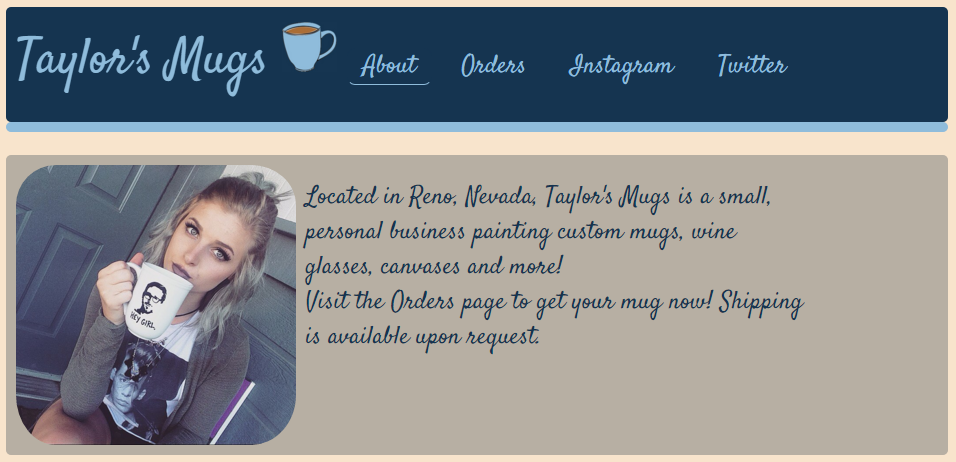 Taylor's Mugs
About Orders Instagram Twitter
Located in Reno, Nevada, Taylor's Mugs is a small,
personal business painting custom mugs, wine
glasses, canvases and more!
Visit the Orders page to get your mug now! Shipping
is available upon request.
HEY GIRL.